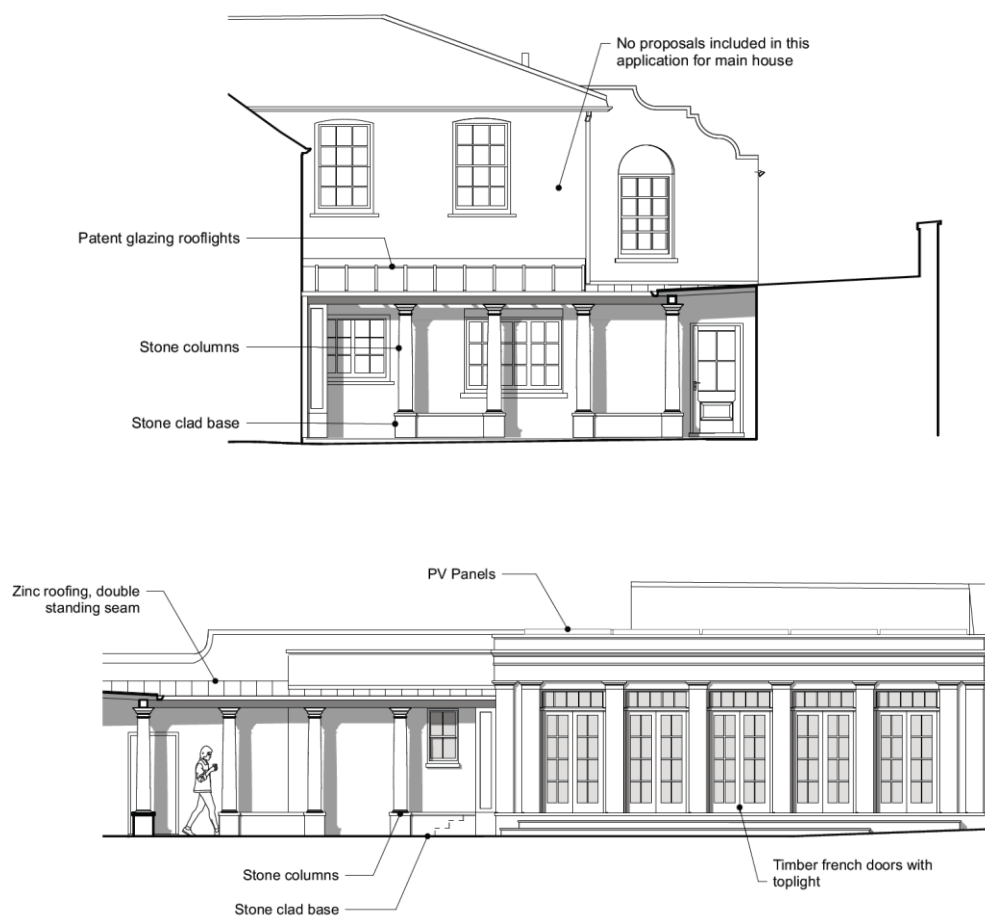 No proposals included in this
application for main house
Patent glazing rooflights
Stone columns
Stone clad base
PV Panels
Zinc roofing, double
standing seam
Timber french doors with
toplight
Stone columns
Stone clad base